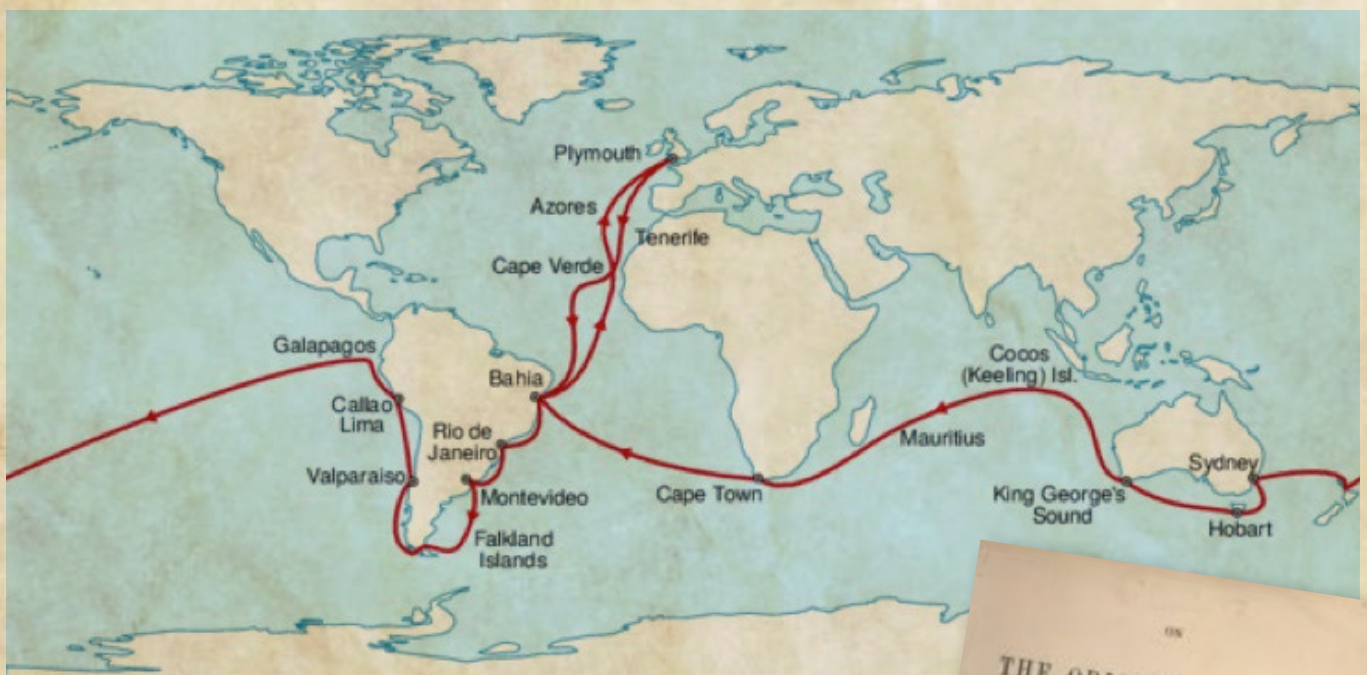 Plymouth
Azores
Tenerife
Cape Verde
Galapagos
Bahia
Callao
Lima
Rio de
Janeiro
Valparaiso
Montevideo
Falkland
Islands
Cape Town
Cocos
(Keeling) Isl.
Mauritius
King George's
Sound
Sydney
Hobart
ON
THE